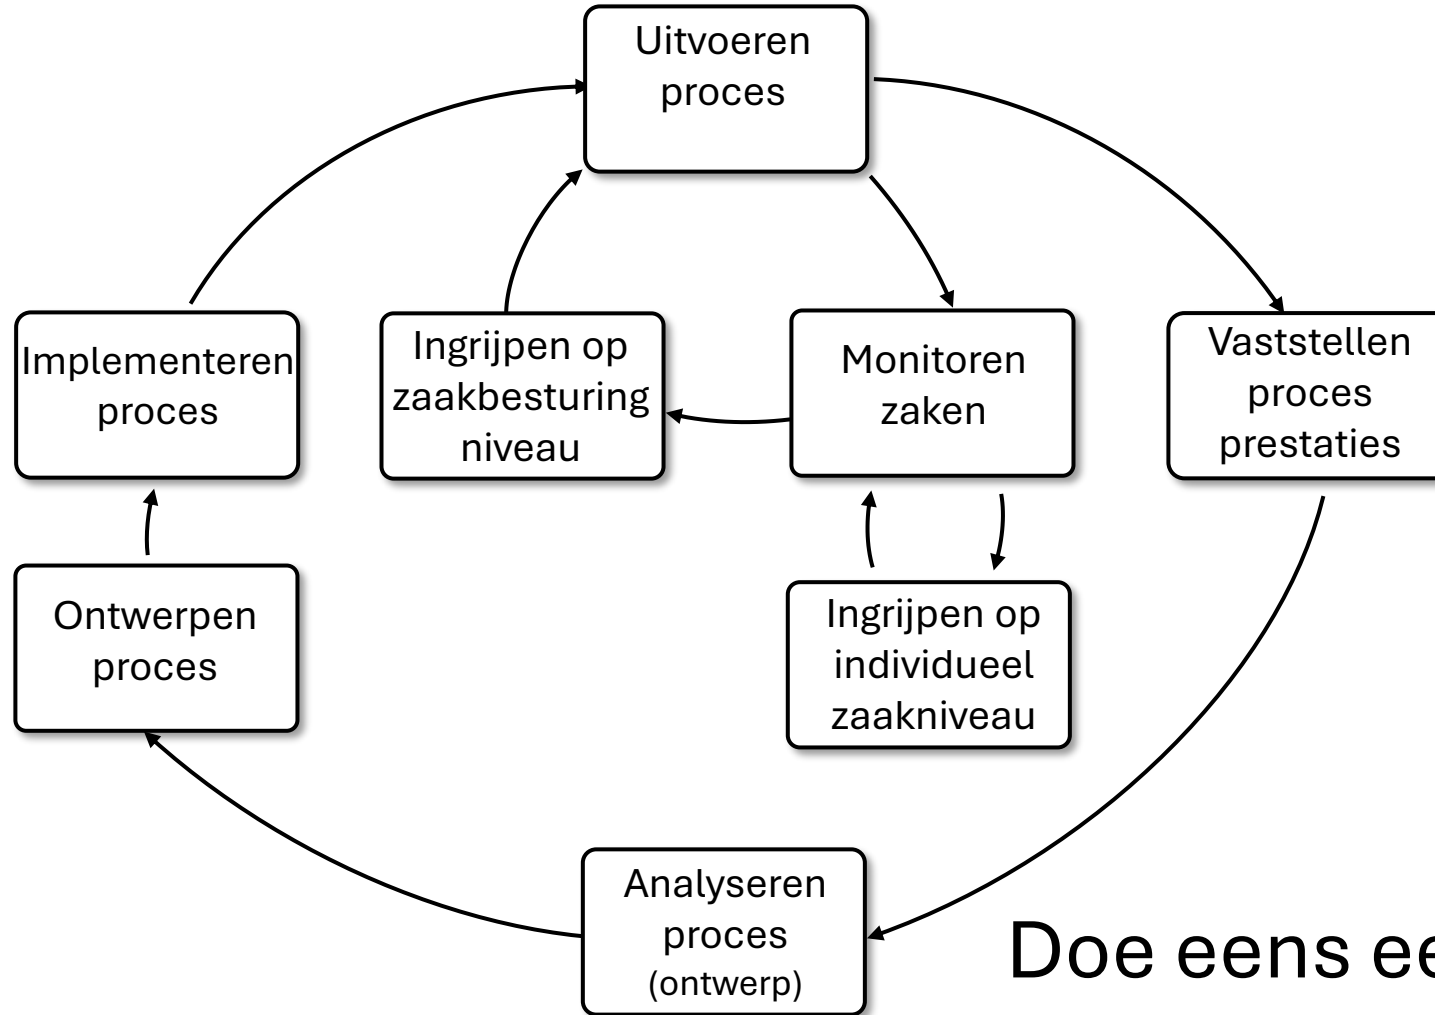 Uitvoeren
proces
Implementeren
proces
Ingrijpen op
zaakbesturing
niveau
Monitoren
zaken
Vaststellen
proces
prestaties
Ontwerpen
proces
Ingrijpen op
individueel
zaakniveau
Analyseren
proces
(ontwerp)
Doe eens